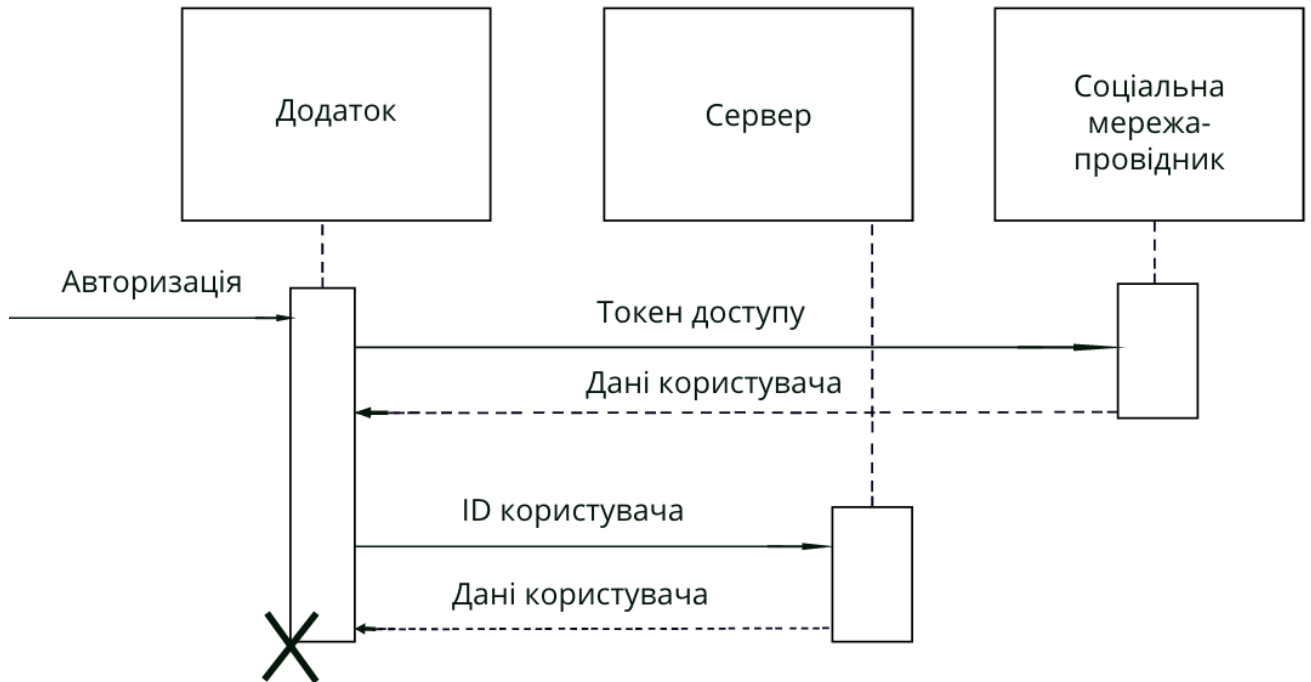 Додаток
Сервер
Соціальна
мережа-
провідник
Авторизація
Токен доступу
Дані користувача
ID користувача
Дані користувача